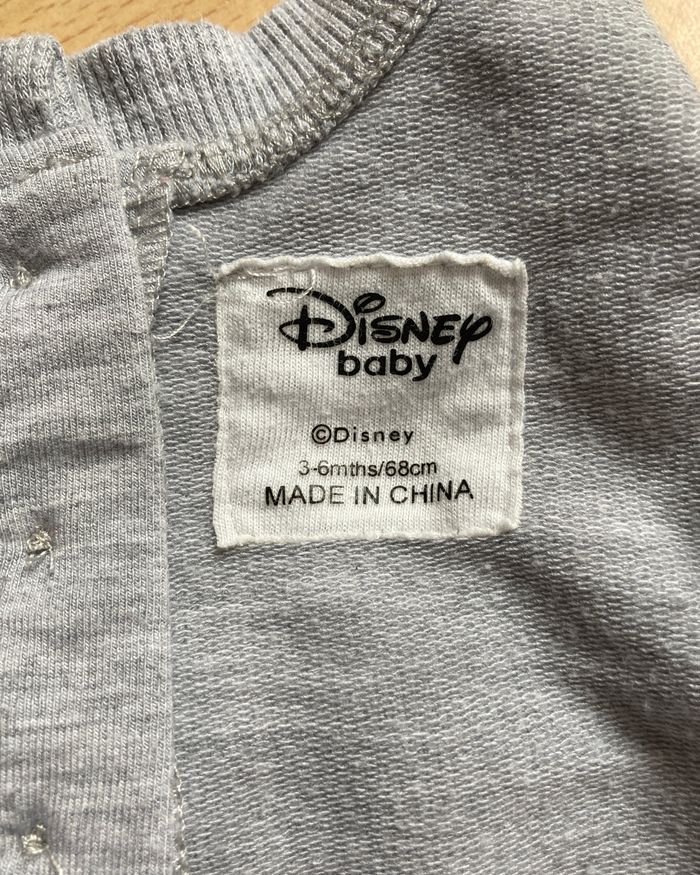 Disney
baby
©Disney
3-6mths/68cm
MADE IN CHINA